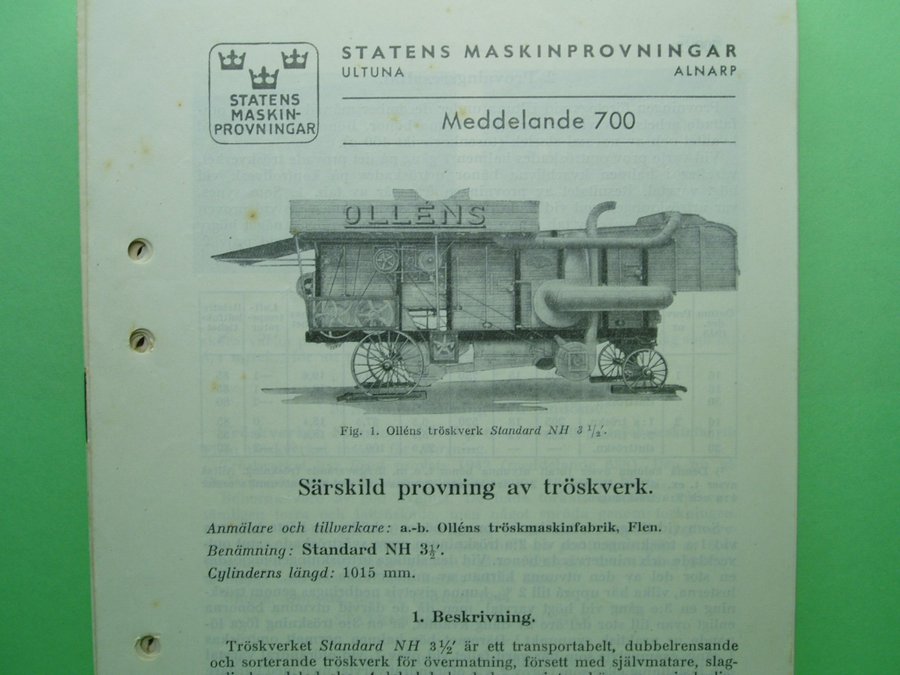 STATENS
MASKIN-
PROVNINGAR
STATENS MASKINPROVNINGAR
ULTUNA ALNARP
Meddelande 700
OLLÉNS
Fig. 1. Olléns tröskverk Standard NH 3 1/2'.
Särskild provning av tröskverk.
Anmälare och tillverkare: a.-b. Olléns tröskmaskinfabrik, Flen.
Benämning: Standard NH 3½'.
Cylinderns längd: 1015 mm.
1. Beskrivning.
Tröskverket Standard NH 3½' är ett transportabelt, dubbelrensande
och sorterande tröskverk för övermatning, försett med självmatare, slag-